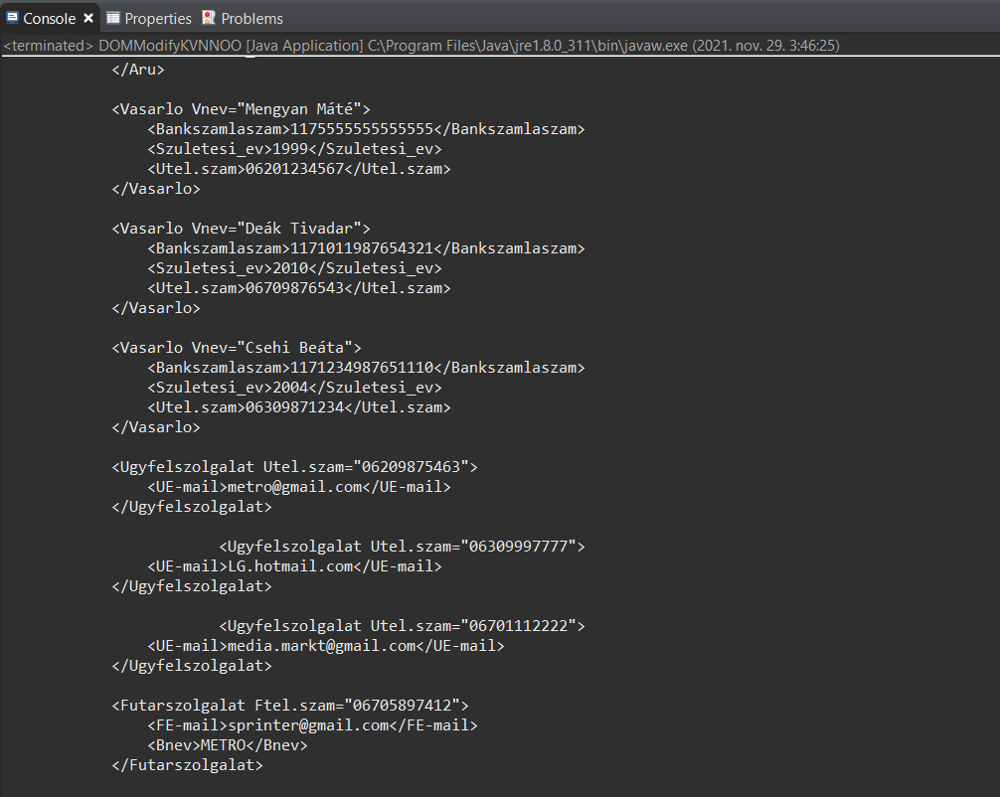 Console Properties Problems
<terminated> DOMModifyKVNNOO [Java Application] C:\Program Files\Java\jre1.8.0_311\bin\javaw.exe (2021. nov. 29. 3:46:25)
</Aru>
<Vasarlo Vnev="Mengyan Máté">
<Bankszamlaszam>1175555555555555</Bankszamlaszam>
<Szuletesi_ev>1999</Szuletesi_ev>
<Utel.szam>06201234567</Utel.szam>
</Vasarlo>
<Vasarlo Vnev="Deák Tivadar">
<Bankszamlaszam>1171011987654321</Bankszamlaszam>
<Szuletesi_ev>2010</Szuletesi_ev>
<Utel.szam>06709876543</Utel.szam>
</Vasarlo>
<Vasarlo Vnev="Csehi Beáta">
<Bankszamlaszam>1171234987651110</Bankszamlaszam>
<Szuletesi_ev>2004</Szuletesi_ev>
<Utel.szam>06309871234</Utel.szam>
</Vasarlo>
<Ugyfelszolgalat Utel.szam="06209875463">
<UE-mail>metro@gmail.com</UE-mail>
</Ugyfelszolgalat>
<Ugyfelszolgalat Utel.szam="06309997777">
<UE-mail>LG.hotmail.com</UE-mail>
</Ugyfelszolgalat>
<Ugyfelszolgalat Utel.szam="06701112222">
<UE-mail>media.markt@gmail.com</UE-mail>
</Ugyfelszolgalat>
<Futarszolgalat Ftel.szam="06705897412">
<FE-mail>sprinter@gmail.com</FE-mail>
<Bnev>METRO</Bnev>
</Futarszolgalat>